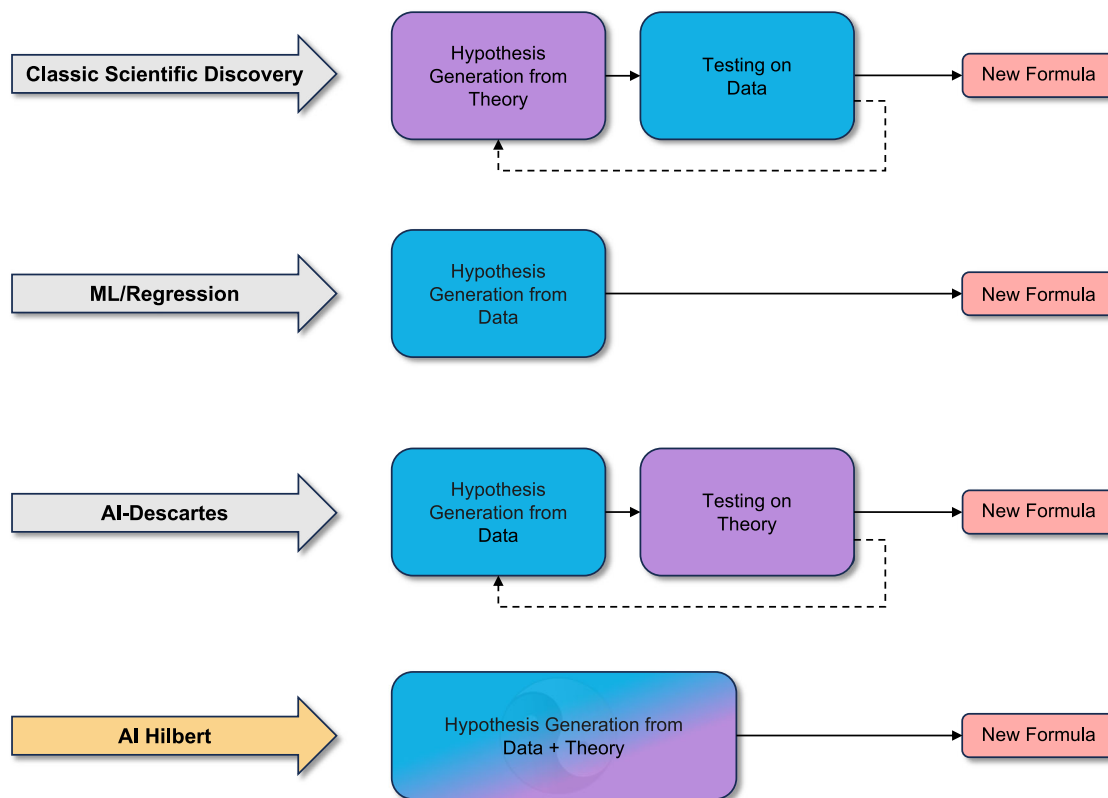 Classic Scientific Discovery
Hypothesis
Generation from
Theory
Testing on
Data
New Formula
ML/Regression
Hypothesis
Generation from
Data
New Formula
AI-Descartes
Hypothesis
Generation from
Data
Testing on
Theory
New Formula
AI Hilbert
Hypothesis Generation from
Data + Theory
New Formula